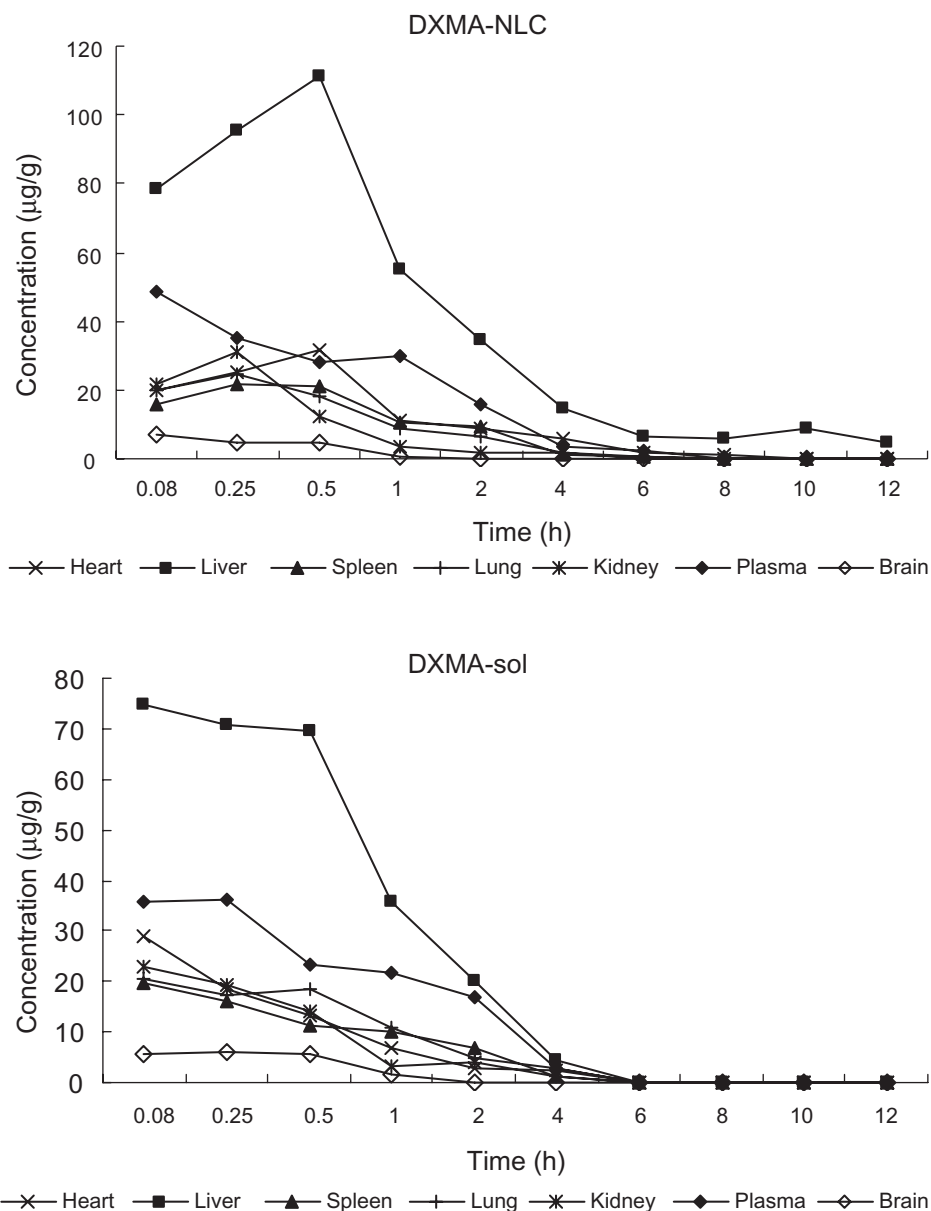 DXMA-NLC
120
100
80
60
40
20
0
Concentration (µg/g)
0.08 0.25 0.5 1 2 4 6 8 10 12
Time (h)
Heart Liver Spleen Lung Kidney Plasma Brain
DXMA-sol
80
70
60
50
40
30
20
10
0
Concentration (µg/g)
0.08 0.25 0.5 1 2 4 6 8 10 12
Time (h)
Heart Liver Spleen Lung Kidney Plasma Brain